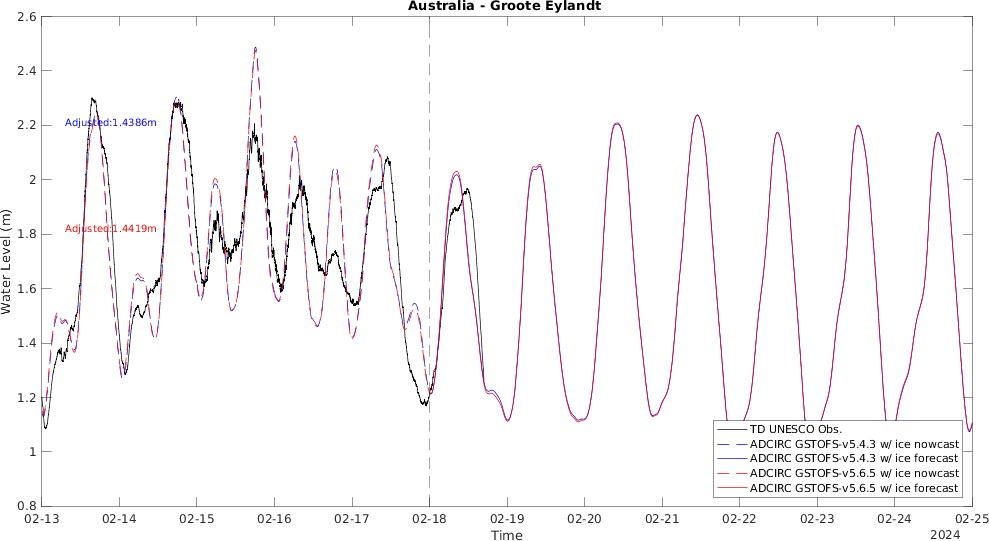 Australia - Groote Eylandt
2.6
2.4
2.2
2
1.8
1.6
1.4
1.2
1
0.8
Water Level (m)
Adjusted:1.4386m
Adjusted:1.4419m
TD UNESCO Obs.
ADCIRC GSTOFS-v5.4.3 w/ ice nowcast
ADCIRC GSTOFS-v5.4.3 w/ ice forecast
ADCIRC GSTOFS-v5.6.5 w/ ice nowcast
ADCIRC GSTOFS-v5.6.5 w/ ice forecast
02-13 02-14 02-15 02-16 02-17 02-18 02-19 02-20 02-21 02-22 02-23 02-24 02-25
Time
2024